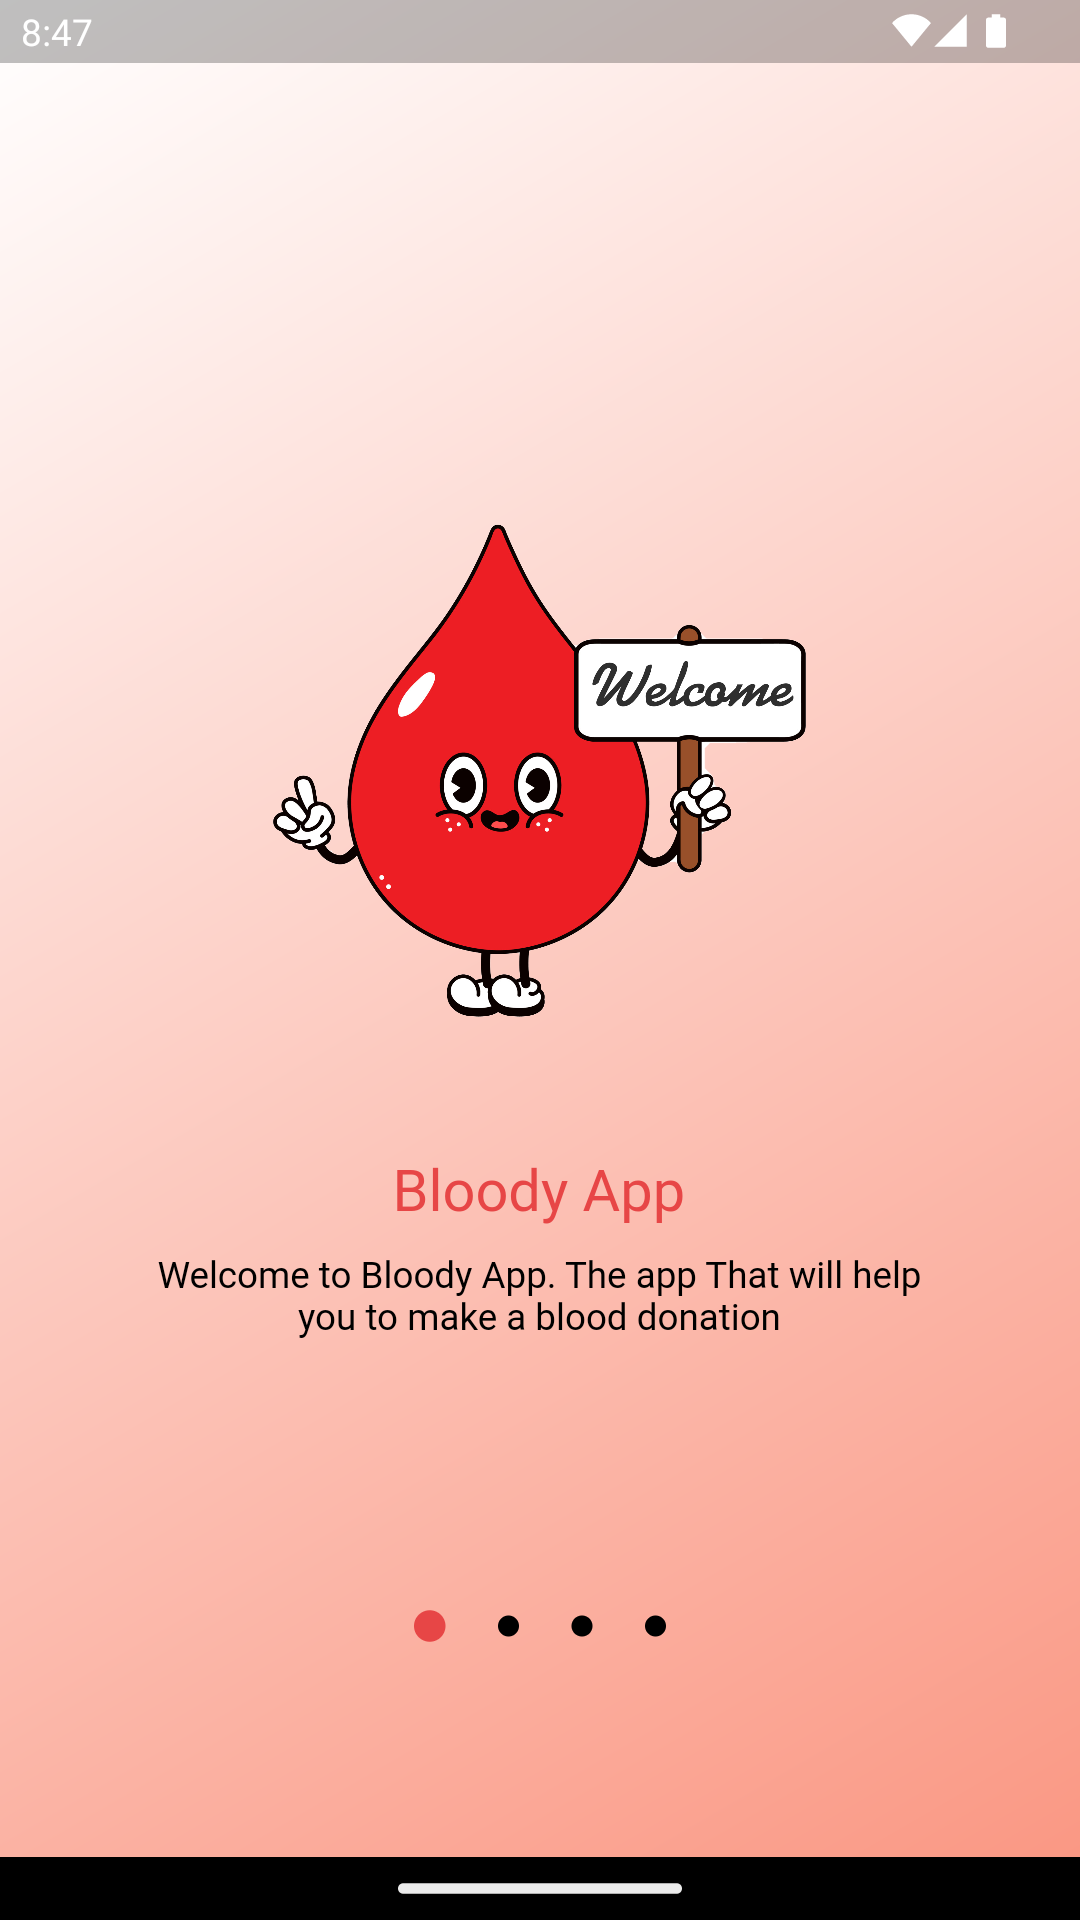 8:47
Welcome
Bloody App
Welcome to Bloody App. The app That will help
you to make a blood donation